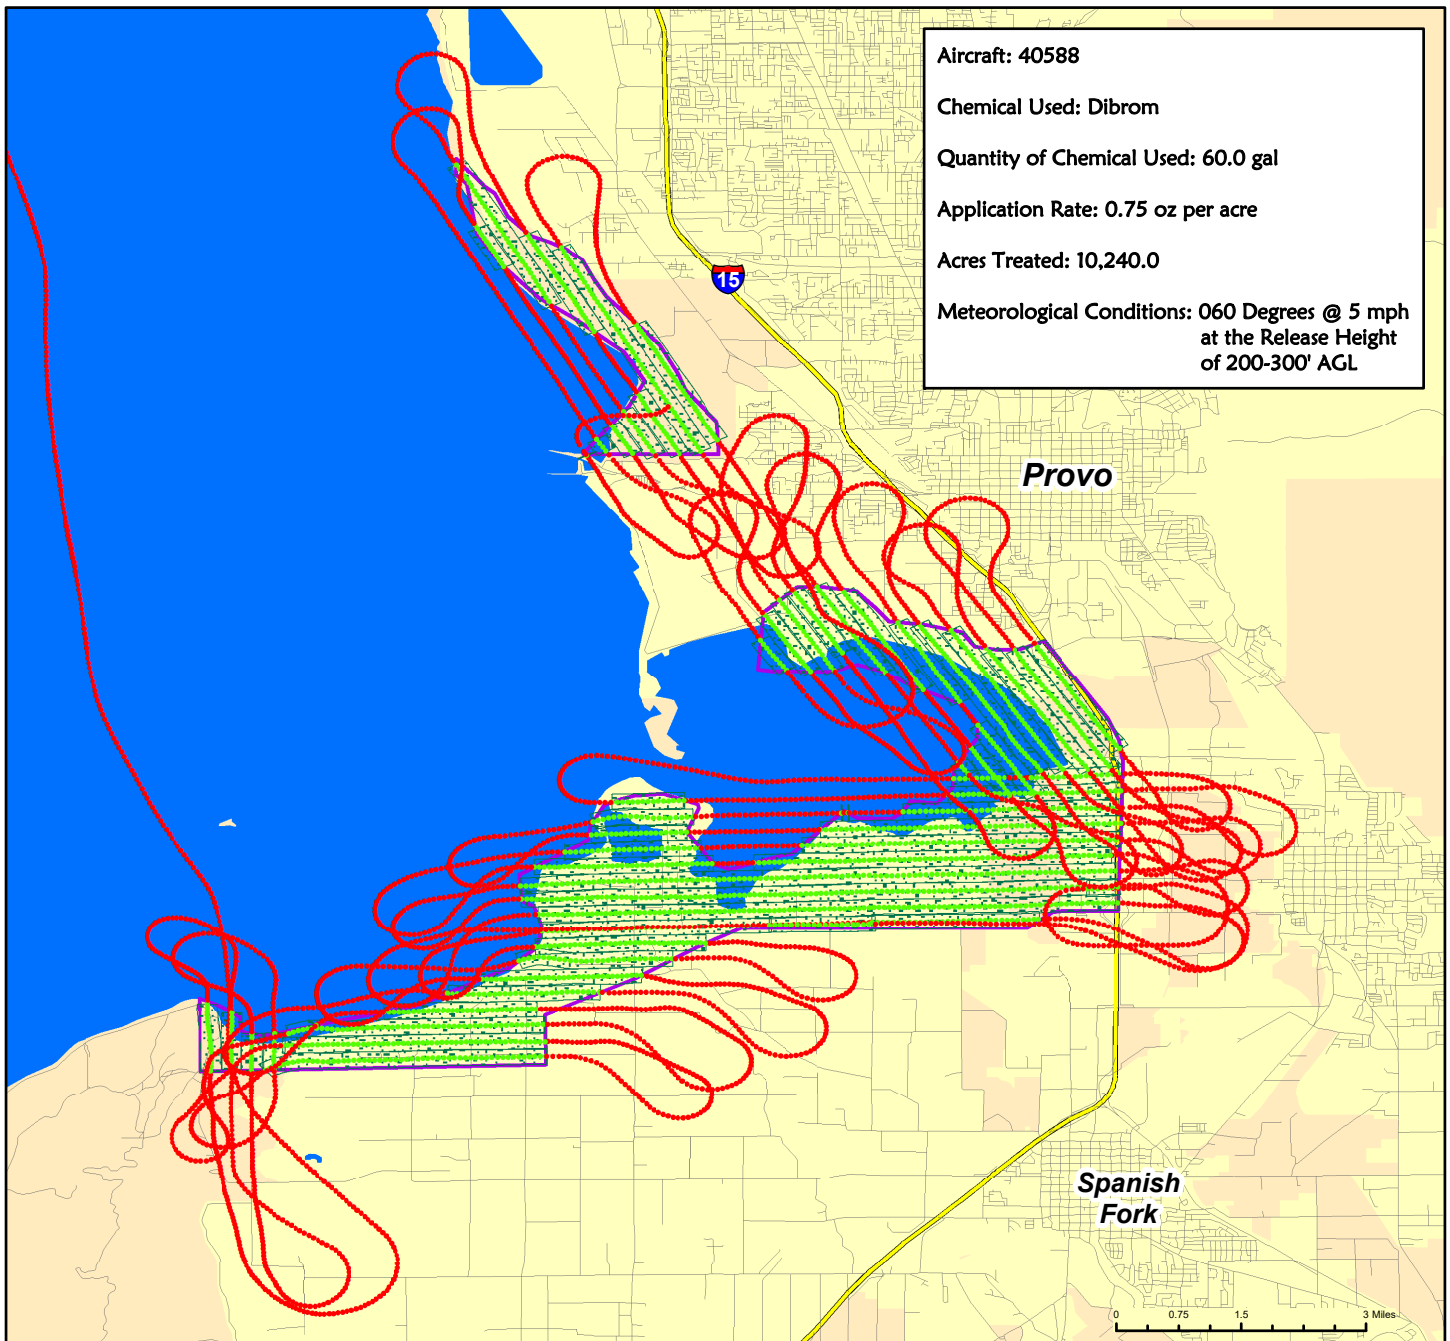 Aircraft: 40588
Chemical Used: Dibrom
Quantity of Chemical Used: 60.0 gal
Application Rate: 0.75 oz per acre
Acres Treated: 10,240.0
Meteorological Conditions: 060 Degrees @ 5 mph
at the Release Height
of 200-300' AGL
15
Provo
Spanish
Fork
0 0.75 1.5 3 Miles